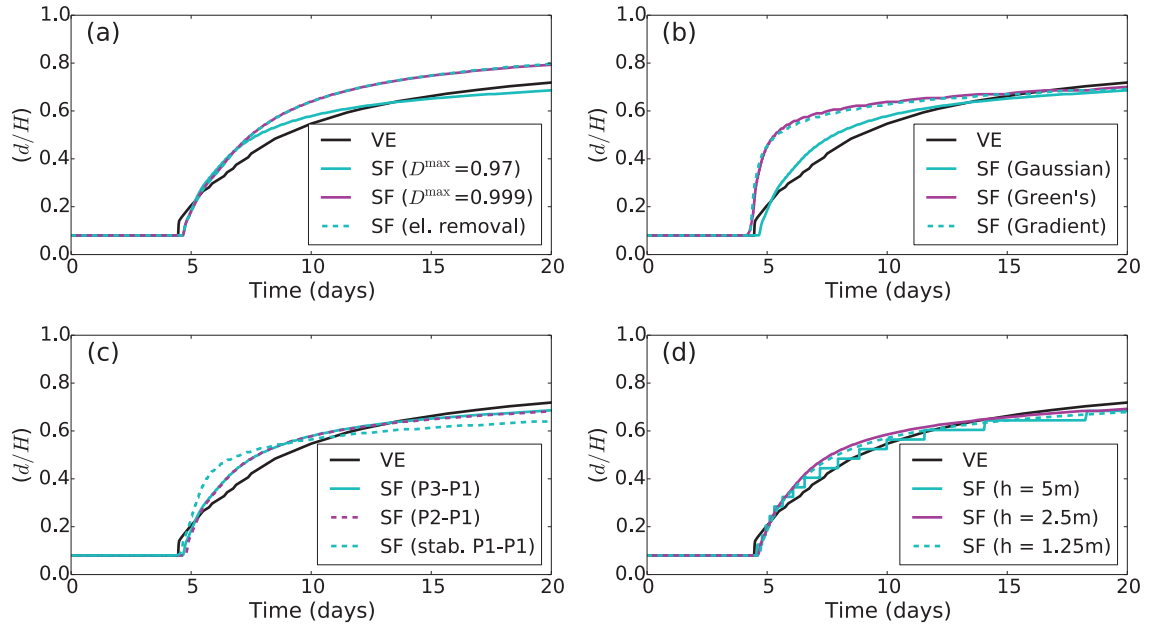 (a)
1.0
0.8
0.6
0.4
0.2
0.0
(d/H)
VE
SF (D^max=0.97)
SF (D^max=0.999)
SF (el. removal)
0 5 10 15 20
Time (days)
(b)
1.0
0.8
0.6
0.4
0.2
0.0
(d/H)
VE
SF (Gaussian)
SF (Green's)
SF (Gradient)
0 5 10 15 20
Time (days)
(c)
1.0
0.8
0.6
0.4
0.2
0.0
(d/H)
VE
SF (P3-P1)
SF (P2-P1)
SF (stab. P1-P1)
0 5 10 15 20
Time (days)
(d)
1.0
0.8
0.6
0.4
0.2
0.0
(d/H)
VE
SF (h = 5m)
SF (h = 2.5m)
SF (h = 1.25m)
0 5 10 15 20
Time (days)